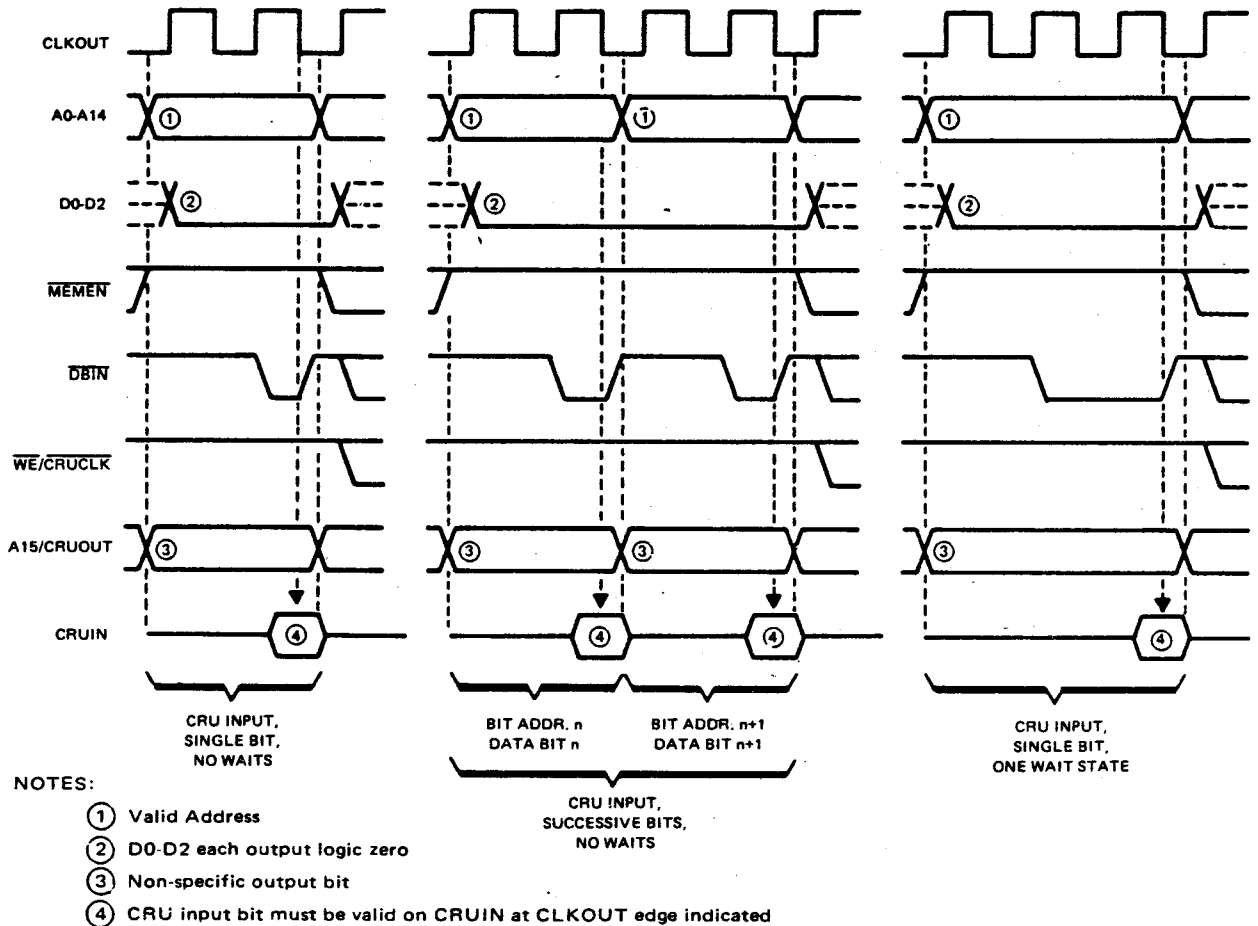 CLKOUT
A0-A14
①
①
①
①
D0-D2
②
②
②
MEMEN
DBIN
WE/CRUCLK
A15/CRUOUT
③
③
③
③
CRUIN
④
④
④
④
CRU INPUT,
SINGLE BIT,
NO WAITS
BIT ADDR. n
DATA BIT n
BIT ADDR. n+1
DATA BIT n+1
CRU INPUT,
SUCCESSIVE BITS,
NO WAITS
CRU INPUT,
SINGLE BIT,
ONE WAIT STATE
NOTES:
① Valid Address
② D0-D2 each output logic zero
③ Non-specific output bit
④ CRU input bit must be valid on CRUIN at CLKOUT edge indicated